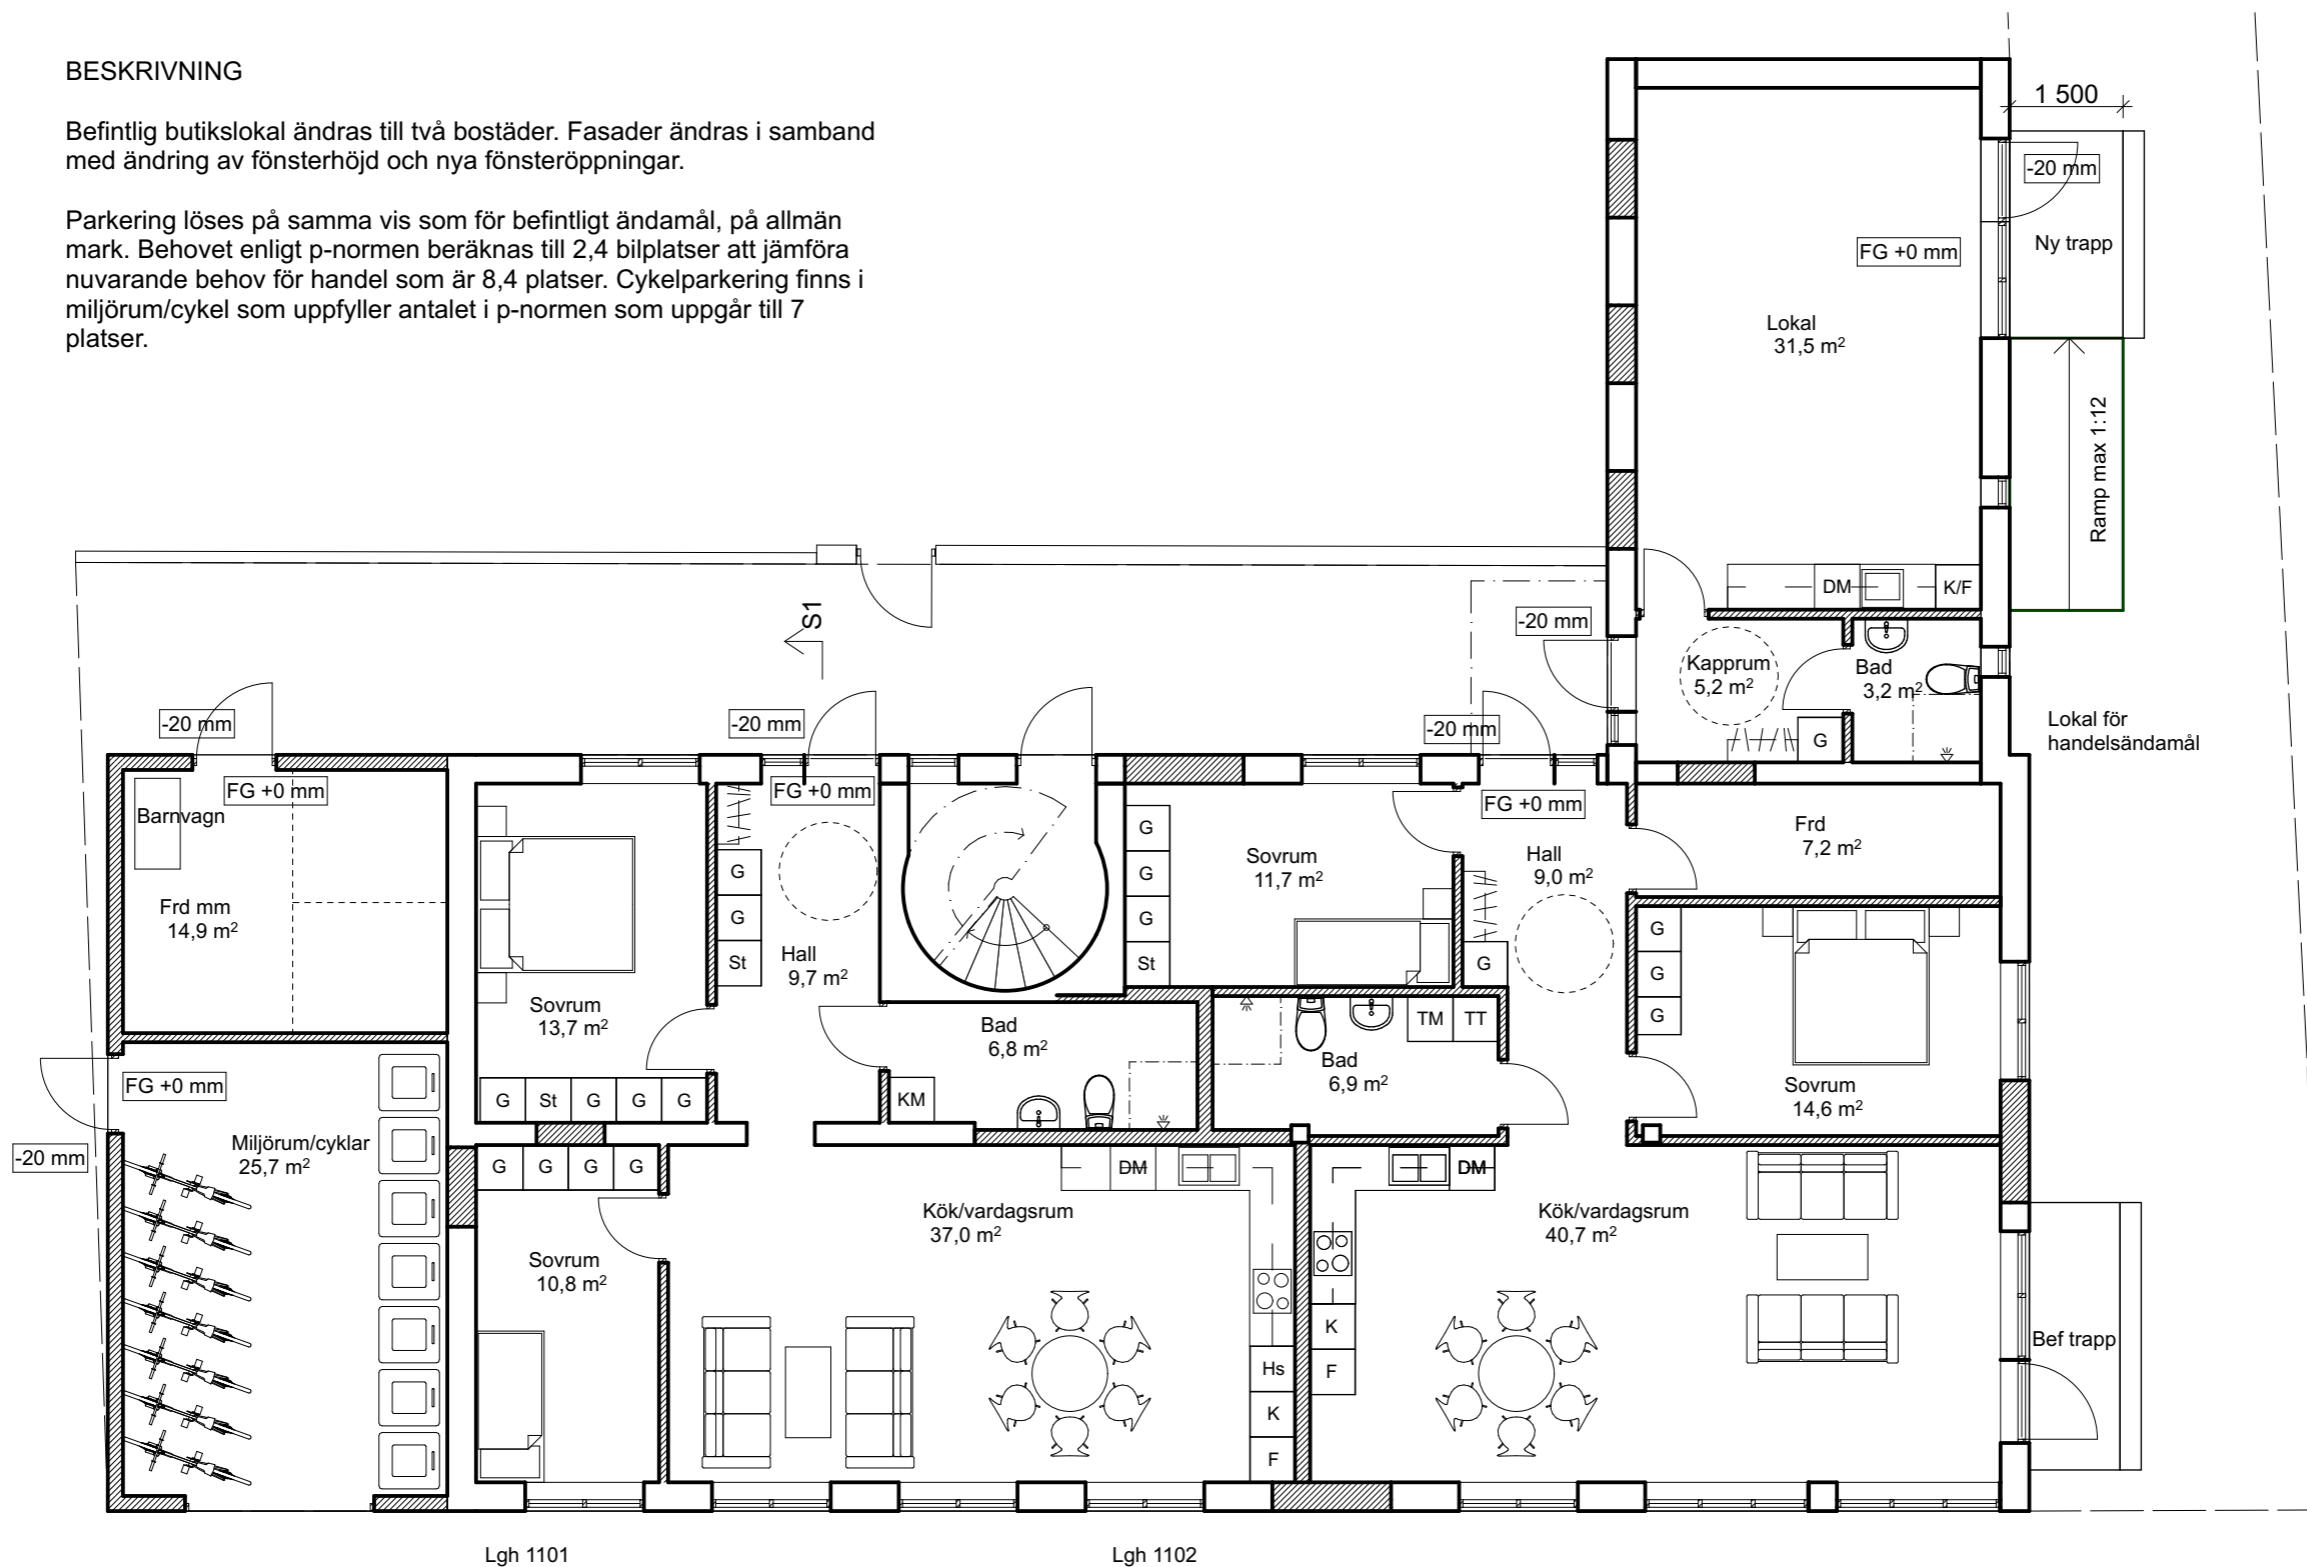 BESKRIVNING
Befintlig butikslokal ändras till två bostäder. Fasader ändras i samband
med ändring av fönsterhöjd och nya fönsteröppningar.
Parkering löses på samma vis som för befintligt ändamål, på allmän
mark. Behovet enligt p-normen beräknas till 2,4 bilplatser att jämföra
nuvarande behov för handel som är 8,4 platser. Cykelparkering finns i
miljörum/cykel som uppfyller antalet i p-normen som uppgår till 7
platser.
1 500
-20 mm
Ny trapp
FG +0 mm
Lokal
31,5 m²
Ramp max 1:12
DM
K/F
S1
-20 mm
Kapprum
5,2 m²
Bad
3,2 m²
G
Lokal för
handelsändamål
-20 mm
-20 mm
-20 mm
FG +0 mm
FG +0 mm
FG +0 mm
Barnvagn
Frd mm
14,9 m²
Sovrum
13,7 m²
G
St
G
G
G
G
G
St
Hall
9,7 m²
G
G
G
St
Sovrum
11,7 m²
Hall
9,0 m²
G
Frd
7,2 m²
G
G
G
Sovrum
14,6 m²
Bad
6,8 m²
KM
Bad
6,9 m²
TM
TT
FG +0 mm
-20 mm
Miljörum/cyklar
25,7 m²
G
G
G
G
Sovrum
10,8 m²
Kök/vardagsrum
37,0 m²
DM
Hs
K
F
Kök/vardagsrum
40,7 m²
DM
K
F
Bef trapp
Lgh 1101
Lgh 1102